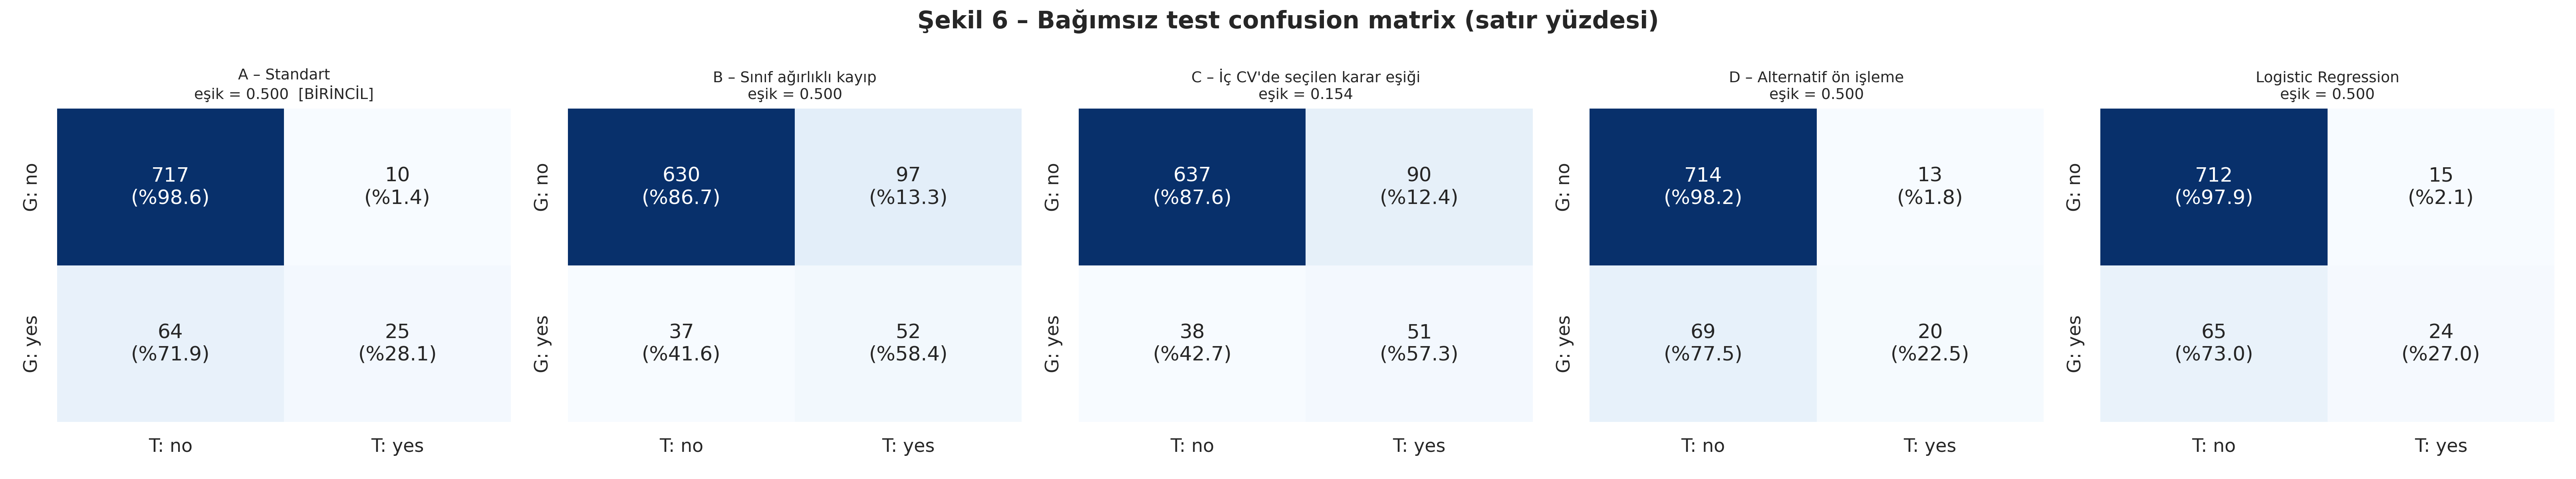 Şekil 6 – Bağımsız test confusion matrix (satır yüzdesi)
A – Standart
eşik = 0.500 [BİRİNCİL]
G: no
717
(%98.6)
10
(%1.4)
G: yes
64
(%71.9)
25
(%28.1)
T: no
T: yes
B – Sınıf ağırlıklı kayıp
eşik = 0.500
G: no
630
(%86.7)
97
(%13.3)
G: yes
37
(%41.6)
52
(%58.4)
T: no
T: yes
C – İç CV'de seçilen karar eşiği
eşik = 0.154
G: no
637
(%87.6)
90
(%12.4)
G: yes
38
(%42.7)
51
(%57.3)
T: no
T: yes
D – Alternatif ön işleme
eşik = 0.500
G: no
714
(%98.2)
13
(%1.8)
G: yes
69
(%77.5)
20
(%22.5)
T: no
T: yes
Logistic Regression
eşik = 0.500
G: no
712
(%97.9)
15
(%2.1)
G: yes
65
(%73.0)
24
(%27.0)
T: no
T: yes